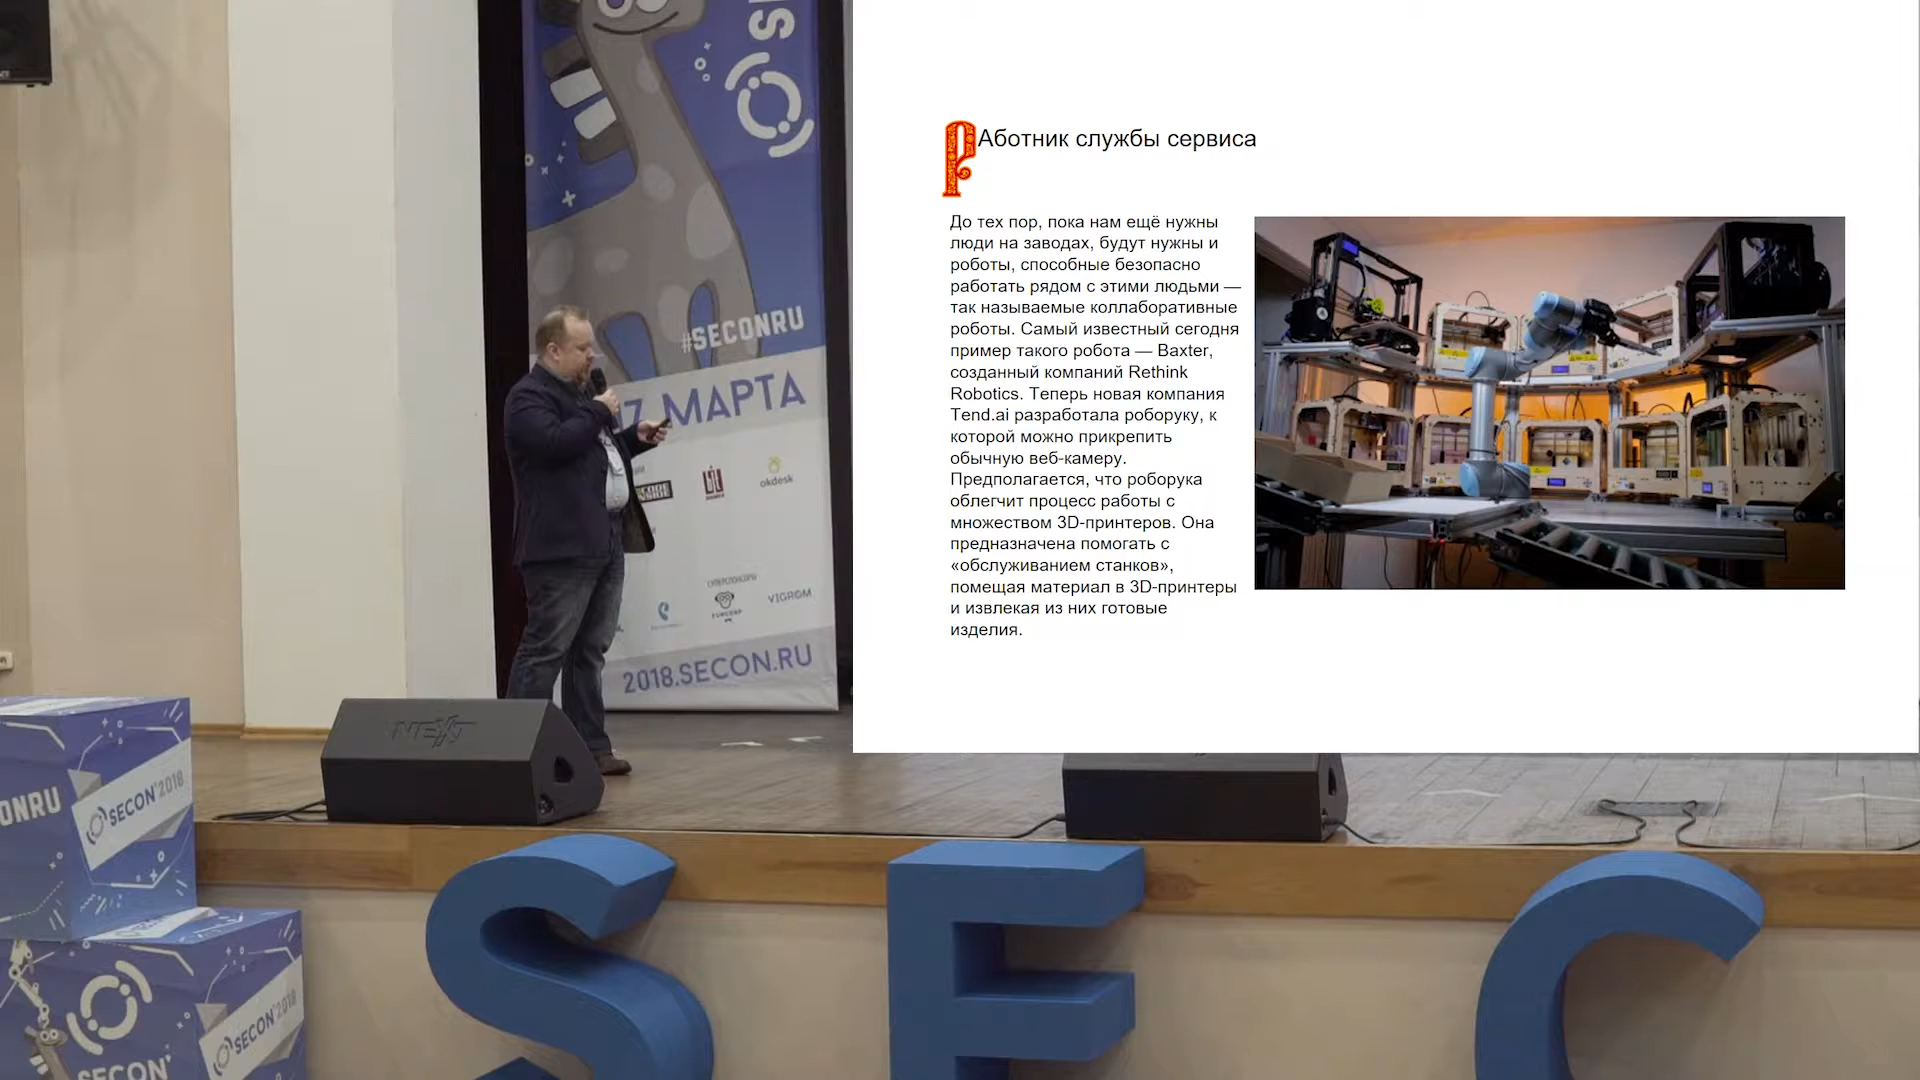 #SECONRU
7 МАРТА
CODE
INSIDE
okdesk
VIGROM
2018.SECON.RU
РАботник службы сервиса
До тех пор, пока нам ещё нужны
люди на заводах, будут нужны и
роботы, способные безопасно
работать рядом с этими людьми —
так называемые коллаборативные
роботы. Самый известный сегодня
пример такого робота — Baxter,
созданный компаний Rethink
Robotics. Теперь новая компания
Tend.ai разработала роборуку, к
которой можно прикрепить
обычную веб-камеру.
Предполагается, что роборука
облегчит процесс работы с
множеством 3D-принтеров. Она
предназначена помогать с
«обслуживанием станков»,
помещая материал в 3D-принтеры
и извлекая из них готовые
изделия.
ONRU
SECON'2018
SECON'2018
SECON'
S E C